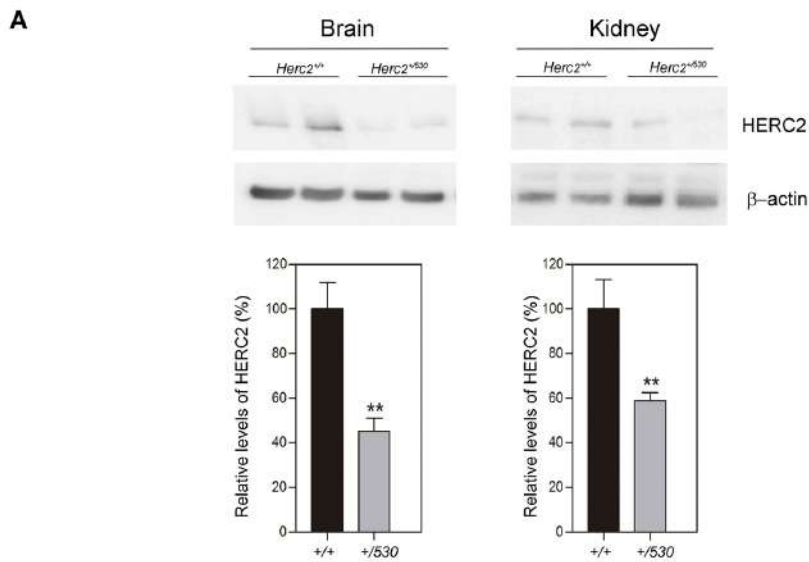 A
Brain
Kidney
Herc2+/+
Herc2+/530
Herc2+/+
Herc2+/530
HERC2
β–actin
Relative levels of HERC2 (%)
120
100
80
60
40
20
0
**
+/+
+/530
Relative levels of HERC2 (%)
120
100
80
60
40
20
0
**
+/+
+/530